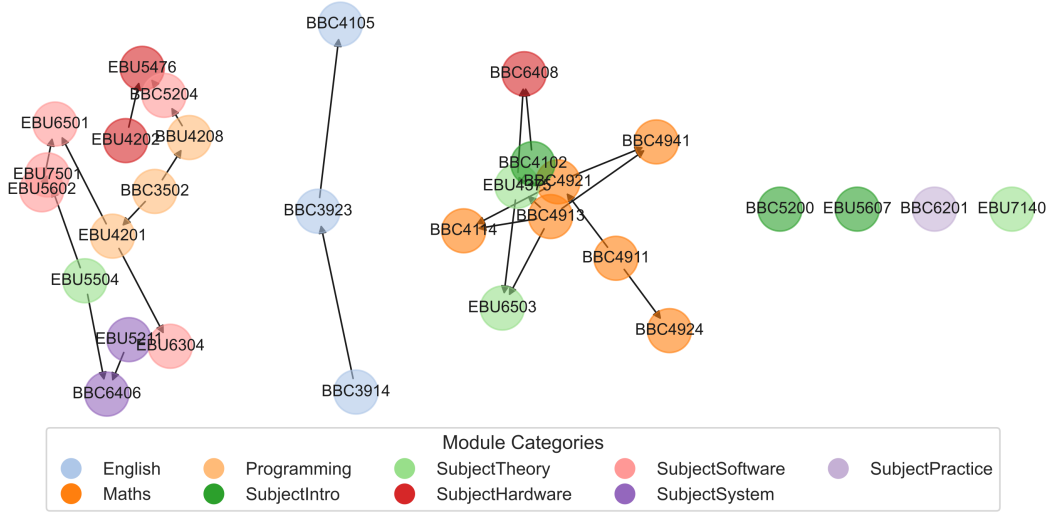 BBC4105
EBU5476
BBC6408
BBC5204
EBU6501
EBU4202
BBU4208
BBC4941
BBC4102
EBU7501
EBU5602
BBC3502
EBU4375
BBC4921
BBC3923
BBC4913
BBC5200
EBU5607
BBC6201
EBU7140
EBU4201
BBC4114
BBC4911
EBU5504
EBU6503
BBC4924
EBU5211
EBU6304
BBC6406
BBC3914
Module Categories
English
Programming
SubjectTheory
SubjectSoftware
SubjectPractice
Maths
SubjectIntro
SubjectHardware
SubjectSystem